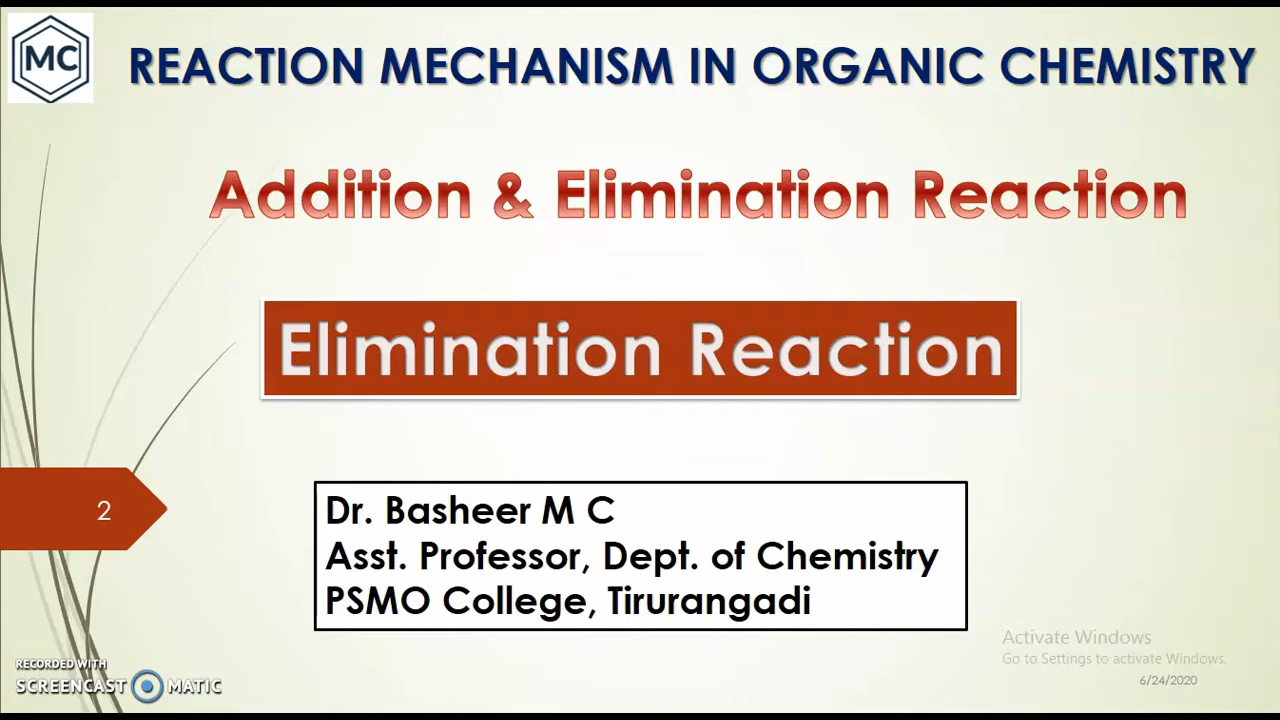 MC
REACTION MECHANISM IN ORGANIC CHEMISTRY
Addition & Elimination Reaction
Elimination Reaction
2
Dr. Basheer M C
Asst. Professor, Dept. of Chemistry
PSMO College, Tirurangadi
Activate Windows
Go to Settings to activate Windows.
6/24/2020
RECORDED WITH
SCREENCAST MATIC